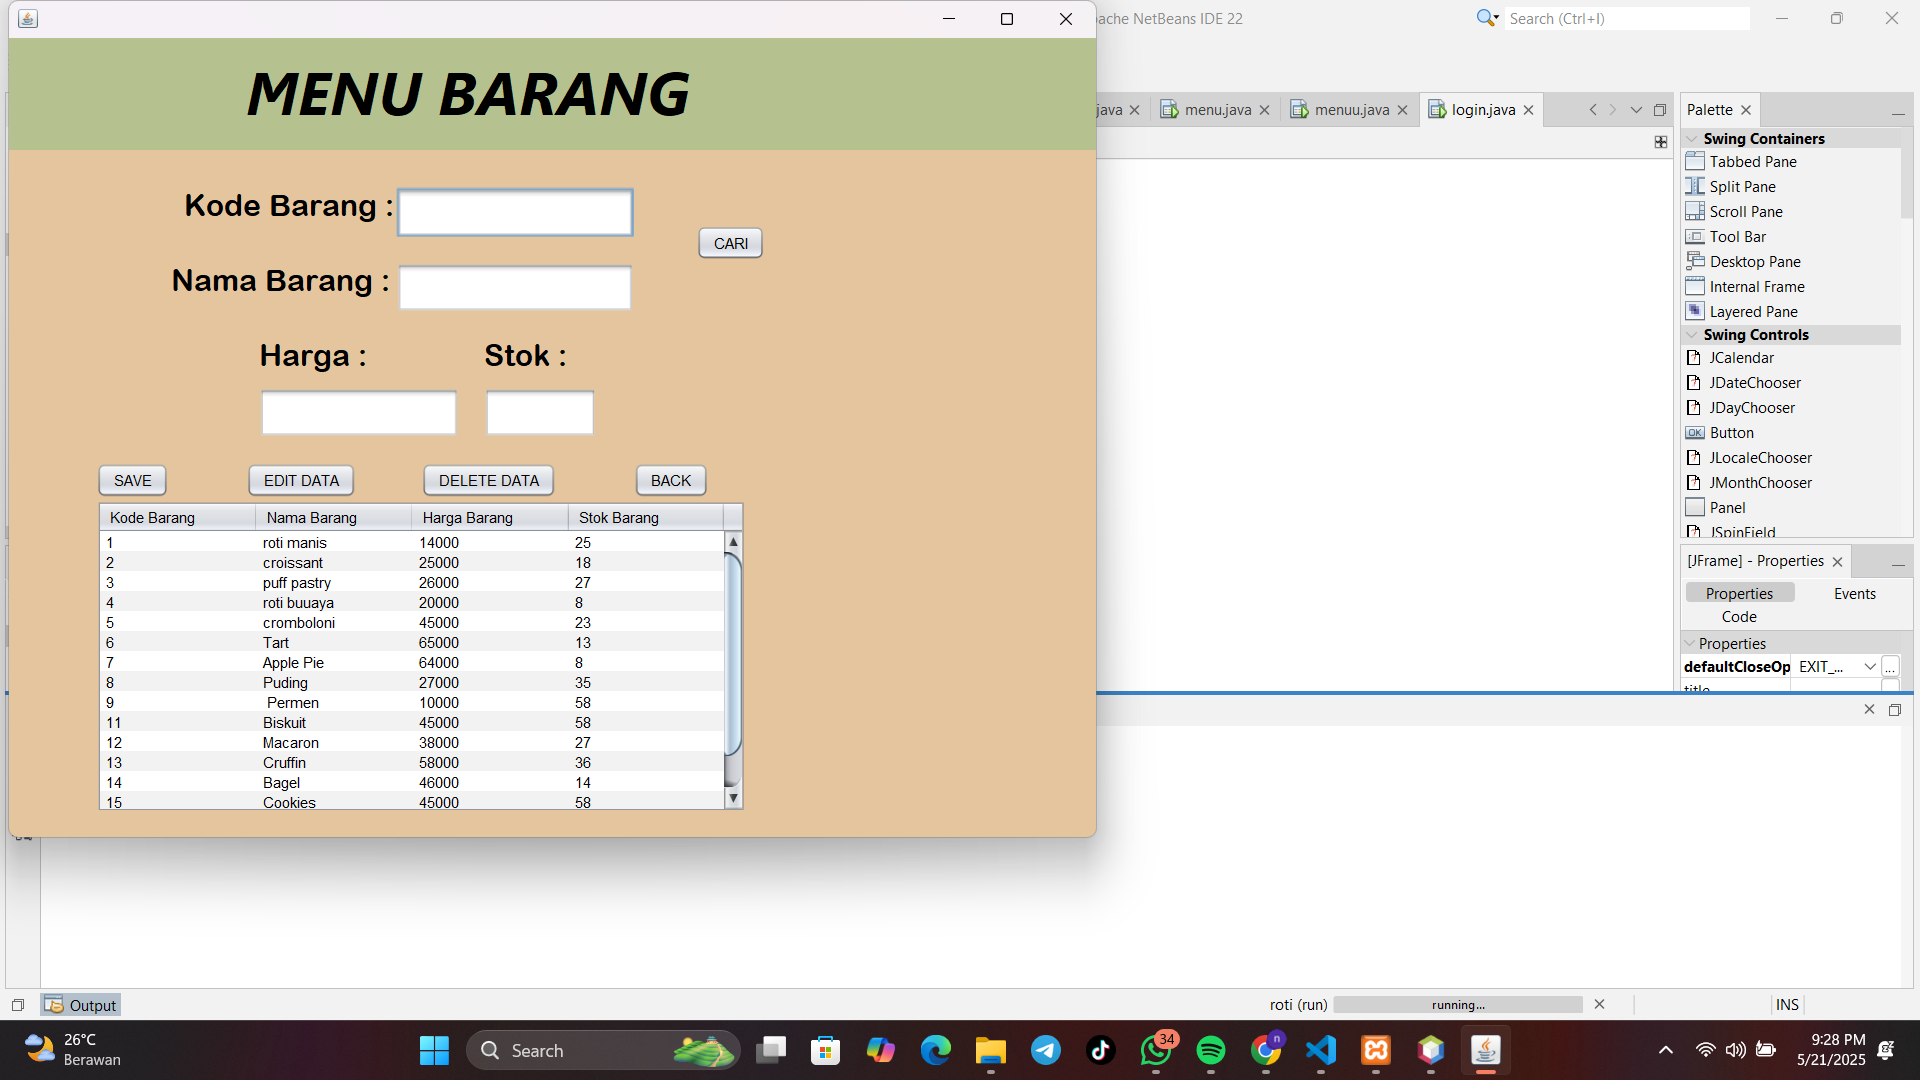 ache NetBeans IDE 22
Search (Ctrl+I)
MENU BARANG
java
menu.java
menuu.java
login.java
Palette
Swing Containers
Tabbed Pane
Split Pane
Scroll Pane
Tool Bar
Desktop Pane
Internal Frame
Layered Pane
Swing Controls
JCalendar
JDateChooser
JDayChooser
OK Button
JLocaleChooser
JMonthChooser
Panel
JSpinField
Kode Barang :
CARI
Nama Barang :
Harga : Stok :
SAVE EDIT DATA DELETE DATA BACK
Kode Barang Nama Barang Harga Barang Stok Barang
1 roti manis 14000 25
2 croissant 25000 18
3 puff pastry 26000 27
4 roti buuaya 20000 8
5 cromboloni 45000 23
6 Tart 65000 13
7 Apple Pie 64000 8
8 Puding 27000 35
9 Permen 10000 58
11 Biskuit 45000 58
12 Macaron 38000 27
13 Cruffin 58000 36
14 Bagel 46000 14
15 Cookies 45000 58
[JFrame] - Properties
Properties Events
Code
Properties
defaultCloseOp EXIT_... ...
title
Output
roti (run) running... INS
26°C
Berawan
Search
34
n
9:28 PM
5/21/2025